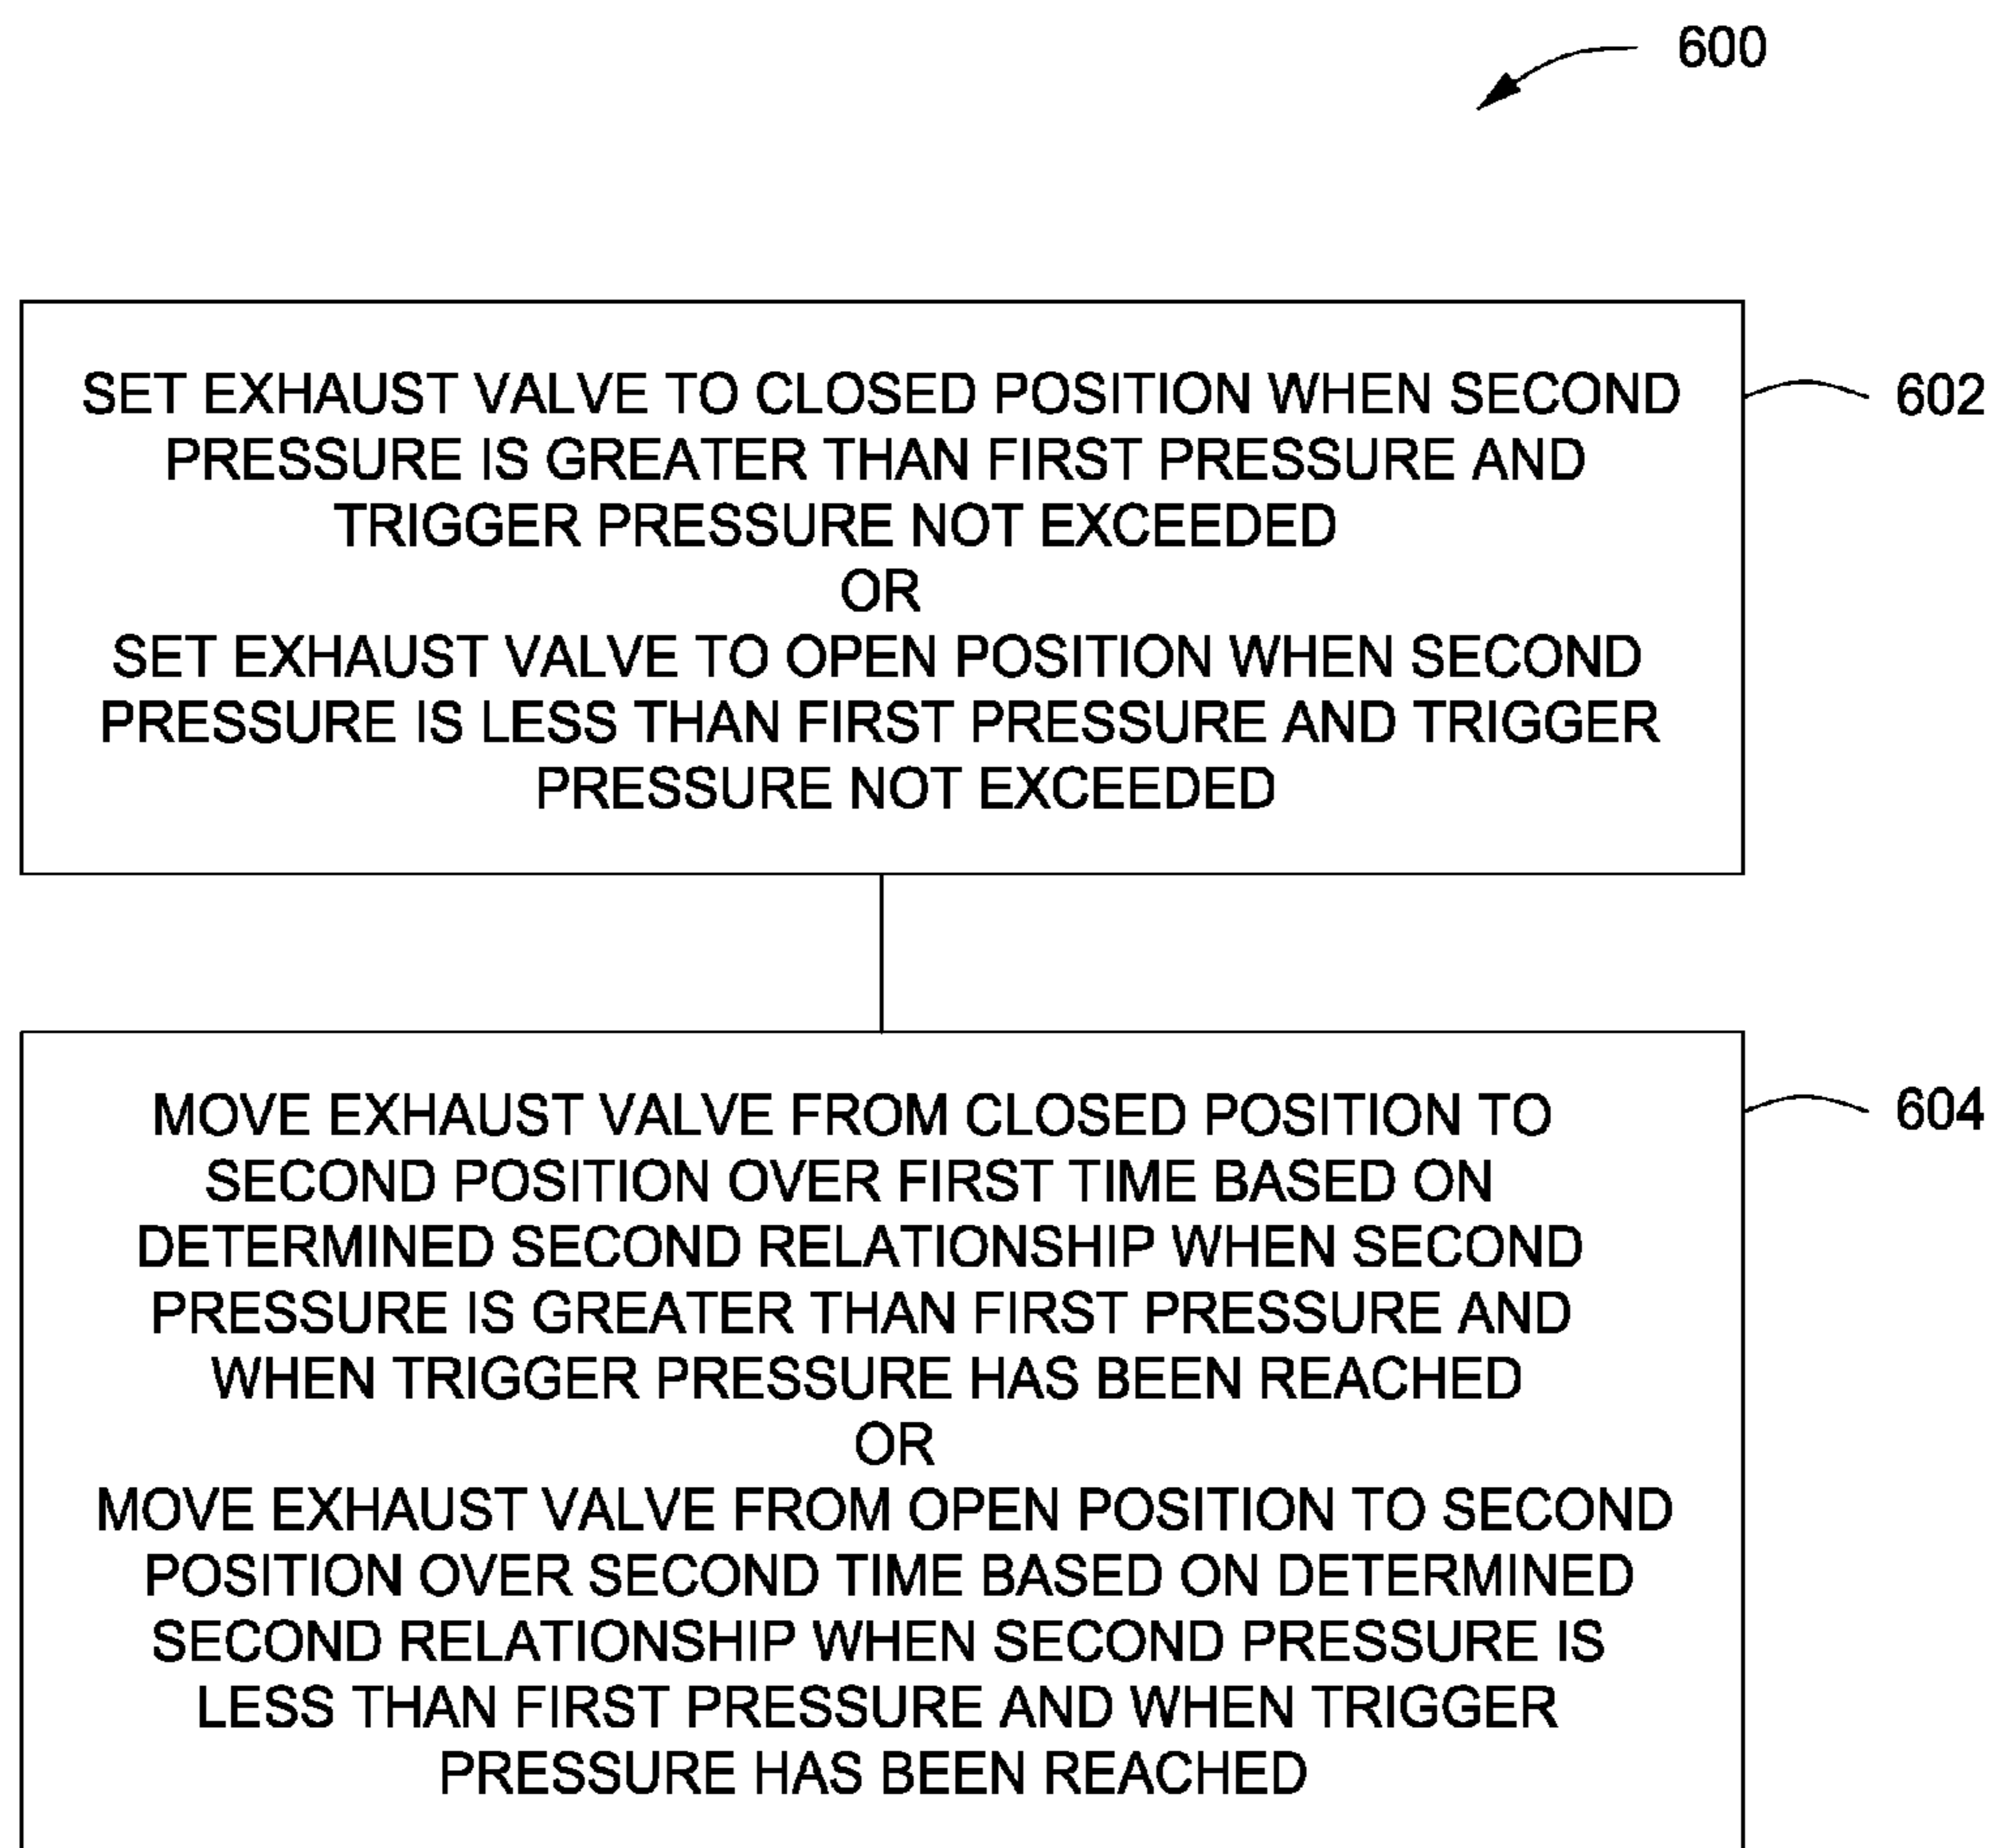 600
SET EXHAUST VALVE TO CLOSED POSITION WHEN SECOND
PRESSURE IS GREATER THAN FIRST PRESSURE AND
TRIGGER PRESSURE NOT EXCEEDED
OR
SET EXHAUST VALVE TO OPEN POSITION WHEN SECOND
PRESSURE IS LESS THAN FIRST PRESSURE AND TRIGGER
PRESSURE NOT EXCEEDED
602
MOVE EXHAUST VALVE FROM CLOSED POSITION TO
SECOND POSITION OVER FIRST TIME BASED ON
DETERMINED SECOND RELATIONSHIP WHEN SECOND
PRESSURE IS GREATER THAN FIRST PRESSURE AND
WHEN TRIGGER PRESSURE HAS BEEN REACHED
OR
MOVE EXHAUST VALVE FROM OPEN POSITION TO SECOND
POSITION OVER SECOND TIME BASED ON DETERMINED
SECOND RELATIONSHIP WHEN SECOND PRESSURE IS
LESS THAN FIRST PRESSURE AND WHEN TRIGGER
PRESSURE HAS BEEN REACHED
604